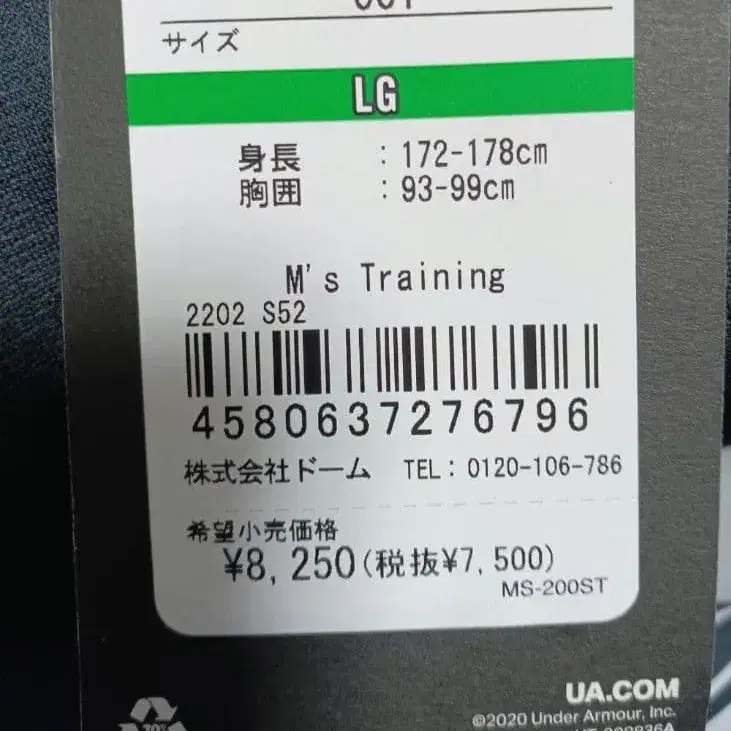 サイズ
LG
身長 : 172-178cm
胸囲 : 93-99cm
M's Training
2202 S52
4580637276796
株式会社ドーム TEL: 0120-106-786
希望小売価格
¥8,250(税抜¥7,500)
MS-200ST
UA.COM
©2020 Under Armour, Inc.